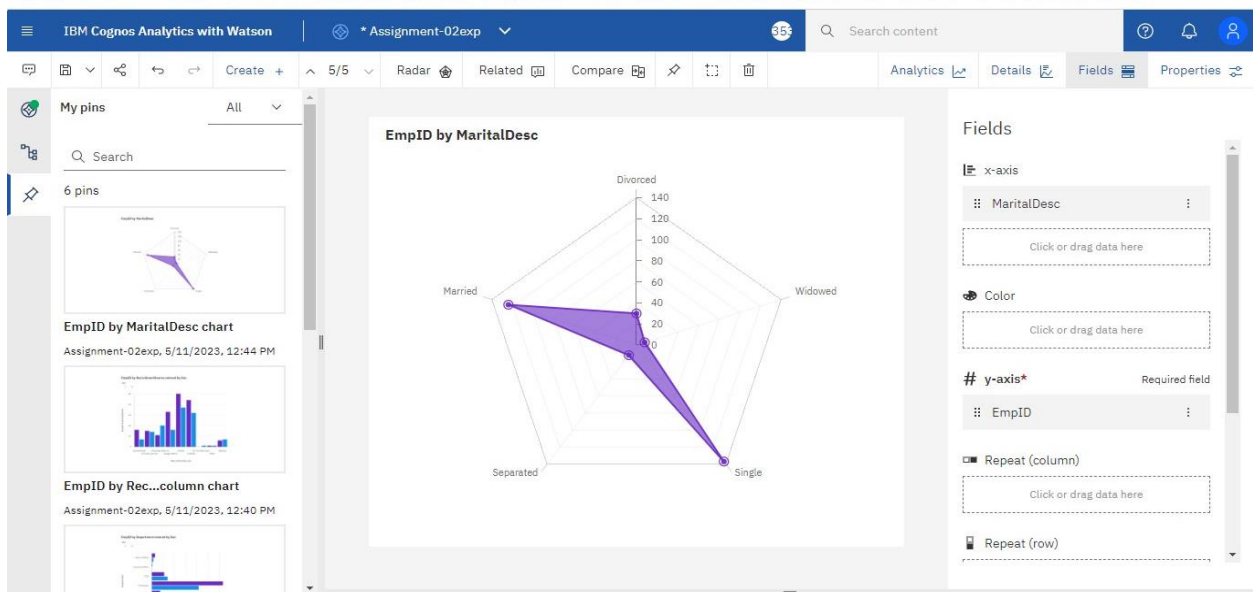 IBM Cognos Analytics with Watson
* Assignment-02exp
353
Search content
Create +
5/5
Radar
Related
Compare
Analytics
Details
Fields
Properties
My pins
All
Search
6 pins
EmpID by MaritalDesc chart
Assignment-02exp, 5/11/2023, 12:44 PM
EmpID by Rec...column chart
Assignment-02exp, 5/11/2023, 12:40 PM
EmpID by MaritalDesc
Divorced
140
120
100
80
60
40
20
0
Married
Widowed
Separated
Single
Fields
x-axis
MaritalDesc
Click or drag data here
Color
Click or drag data here
# y-axis*
Required field
EmpID
Repeat (column)
Click or drag data here
Repeat (row)